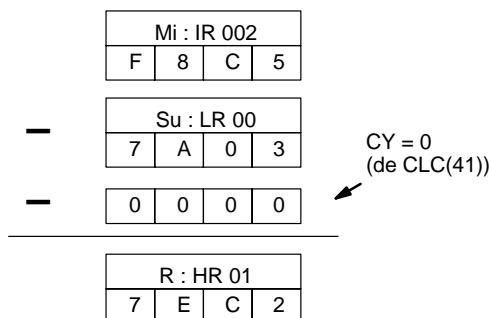 Mi : IR 002
F 8 C 5
Su : LR 00
− 7 A 0 3
CY = 0
(de CLC(41))
− 0 0 0 0
R : HR 01
7 E C 2